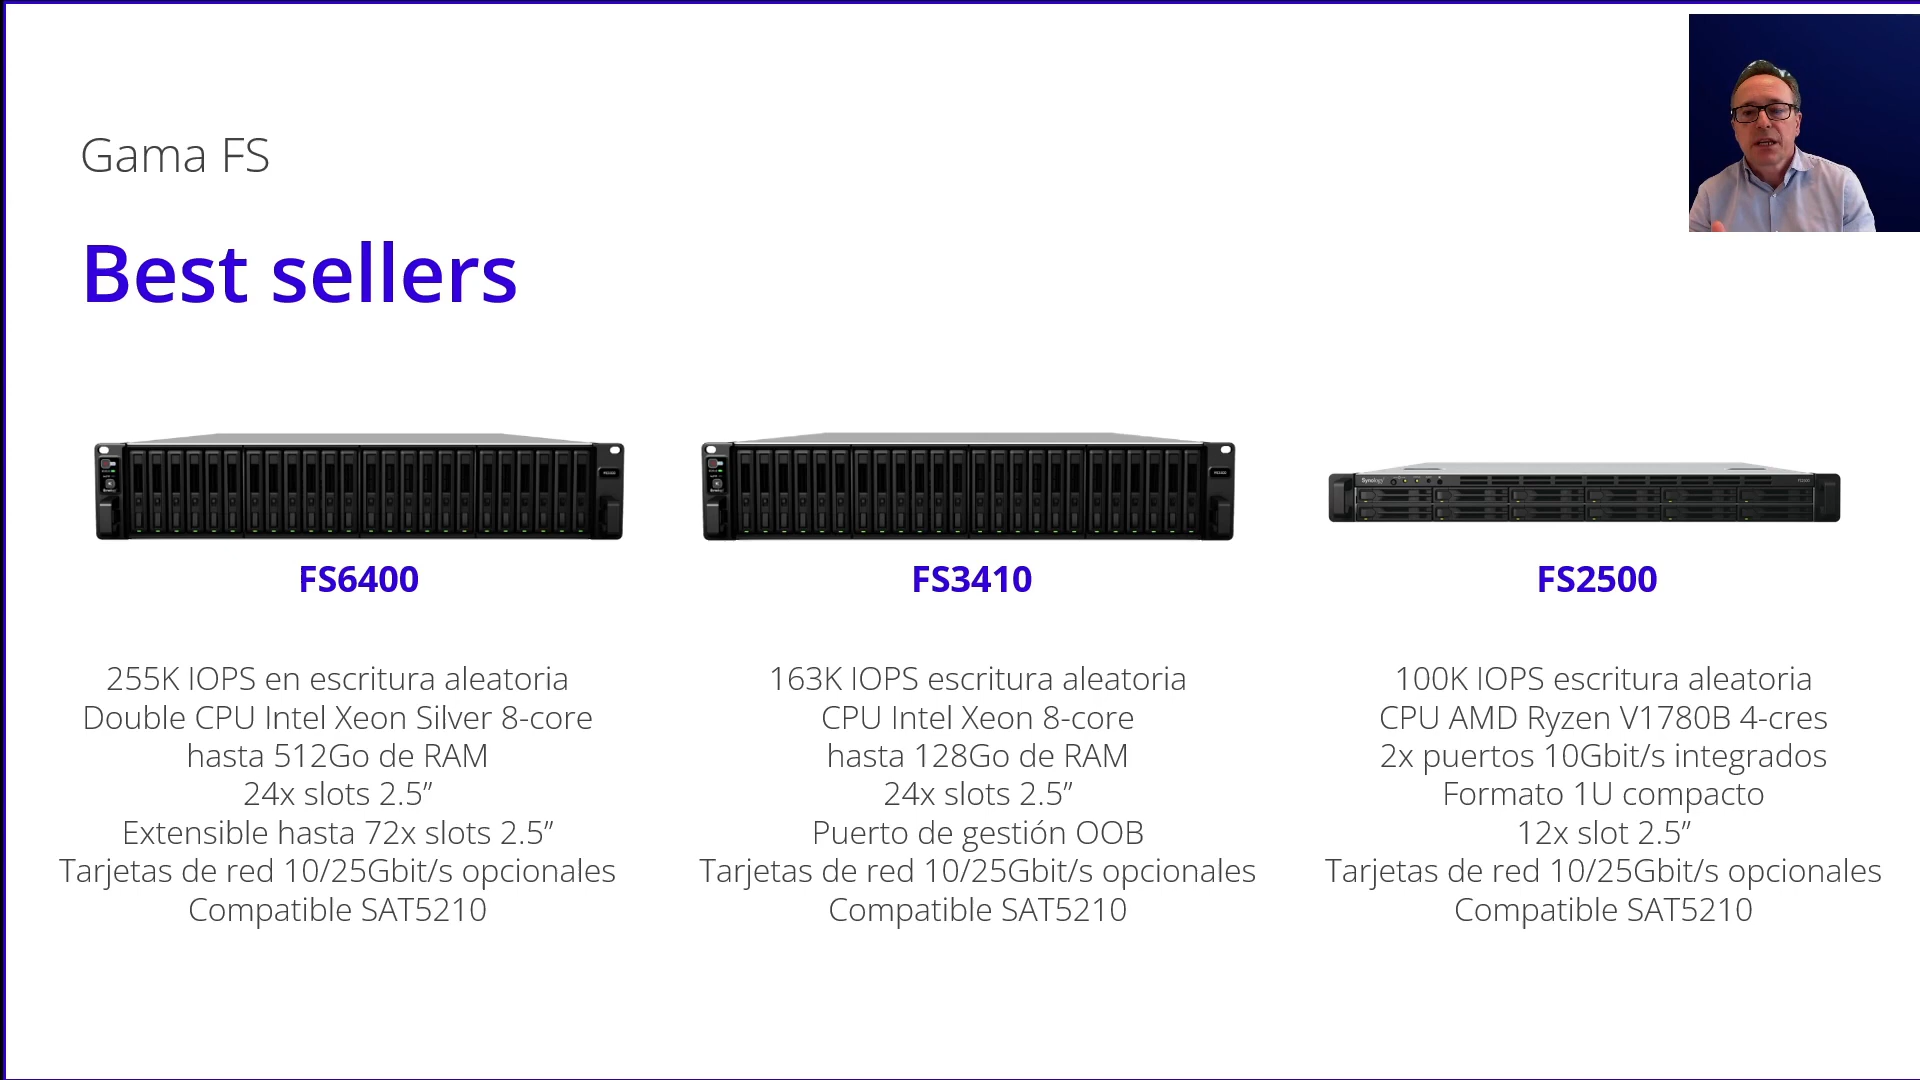 Gama FS
Best sellers
Synology
FS6400
FS3410
FS2500
255K IOPS en escritura aleatoria
Double CPU Intel Xeon Silver 8-core
hasta 512Go de RAM
24x slots 2.5”
Extensible hasta 72x slots 2.5”
Tarjetas de red 10/25Gbit/s opcionales
Compatible SAT5210
163K IOPS escritura aleatoria
CPU Intel Xeon 8-core
hasta 128Go de RAM
24x slots 2.5”
Puerto de gestión OOB
Tarjetas de red 10/25Gbit/s opcionales
Compatible SAT5210
100K IOPS escritura aleatoria
CPU AMD Ryzen V1780B 4-cres
2x puertos 10Gbit/s integrados
Formato 1U compacto
12x slot 2.5”
Tarjetas de red 10/25Gbit/s opcionales
Compatible SAT5210